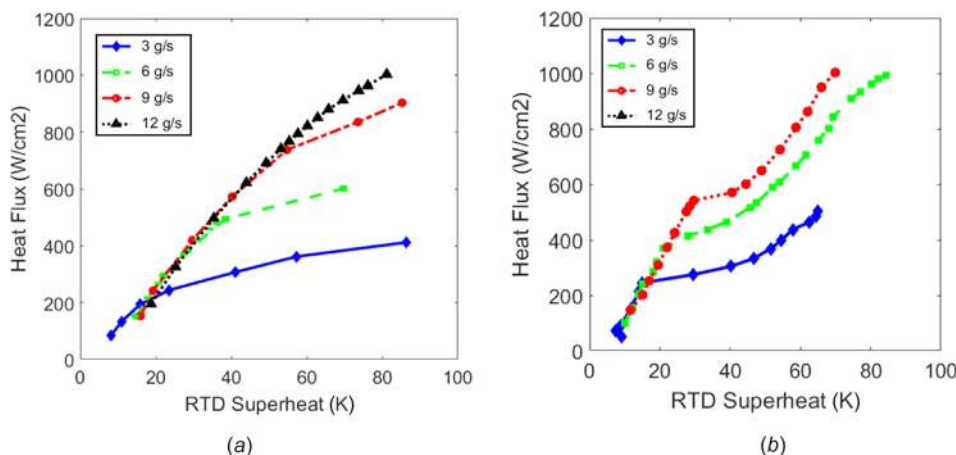 1200
1000
800
600
400
200
0
Heat Flux (W/cm2)
3 g/s
6 g/s
9 g/s
12 g/s
0 20 40 60 80 100
RTD Superheat (K)
(a)
1200
1000
800
600
400
200
0
Heat Flux (W/cm2)
3 g/s
6 g/s
9 g/s
12 g/s
0 20 40 60 80 100
RTD Superheat (K)
(b)